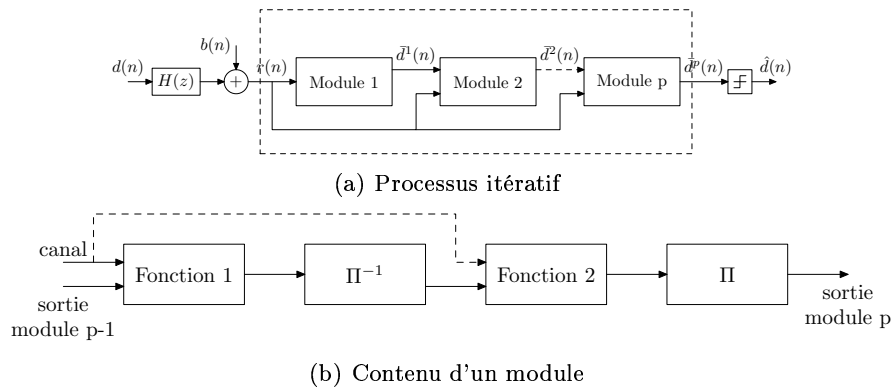 b(n)
d(n) H(z) + r(n) Module 1 d̄¹(n) Module 2 d̄²(n) Module p d̄ᵖ(n) d̂(n)
(a) Processus itératif
canal
Fonction 1 Π⁻¹ Fonction 2 Π
sortie
module p-1
sortie
module p
(b) Contenu d'un module